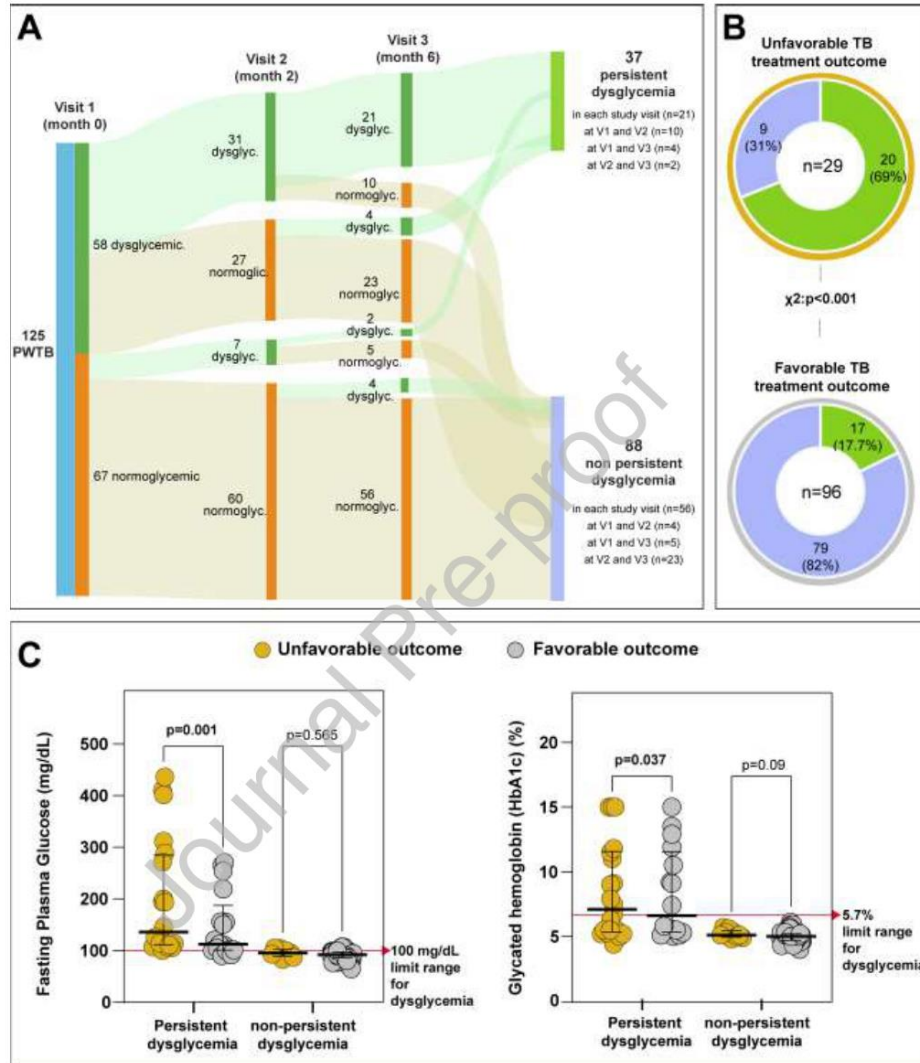 A
Visit 1
(month 0)
Visit 2
(month 2)
Visit 3
(month 6)
125
PWTB
58 dysglycemic.
67 normoglycemic
31
dysglyc.
27
normoglic.
7
dysglyc.
60
normoglyc.
21
dysglyc.
10
normoglyc.
4
dysglyc.
23
normoglyc
2
dysglyc.
5
normoglyc.
4
dysglyc.
56
normoglyc.
37
persistent
dysglycemia
in each study visit (n=21)
at V1 and V2 (n=10)
at V1 and V3 (n=4)
at V2 and V3 (n=2)
88
non persistent
dysglycemia
in each study visit (n=56)
at V1 and V2 (n=4)
at V1 and V3 (n=5)
at V2 and V3 (n=23)
B
Unfavorable TB
treatment outcome
9
(31%)
n=29
20
(69%)
χ2:p<0.001
Favorable TB
treatment outcome
17
(17.7%)
n=96
79
(82%)
C
Unfavorable outcome
Favorable outcome
Fasting Plasma Glucose (mg/dL)
500
400
300
200
100
0
p=0.001
p=0.565
100 mg/dL
limit range
for
dysglycemia
Persistent
dysglycemia
non-persistent
dysglycemia
Glycated hemoglobin (HbA1c) (%)
20
15
10
5
0
p=0.037
p=0.09
5.7%
limit range
for
dysglycemia
Persistent
dysglycemia
non-persistent
dysglycemia
Journal Pre-proof